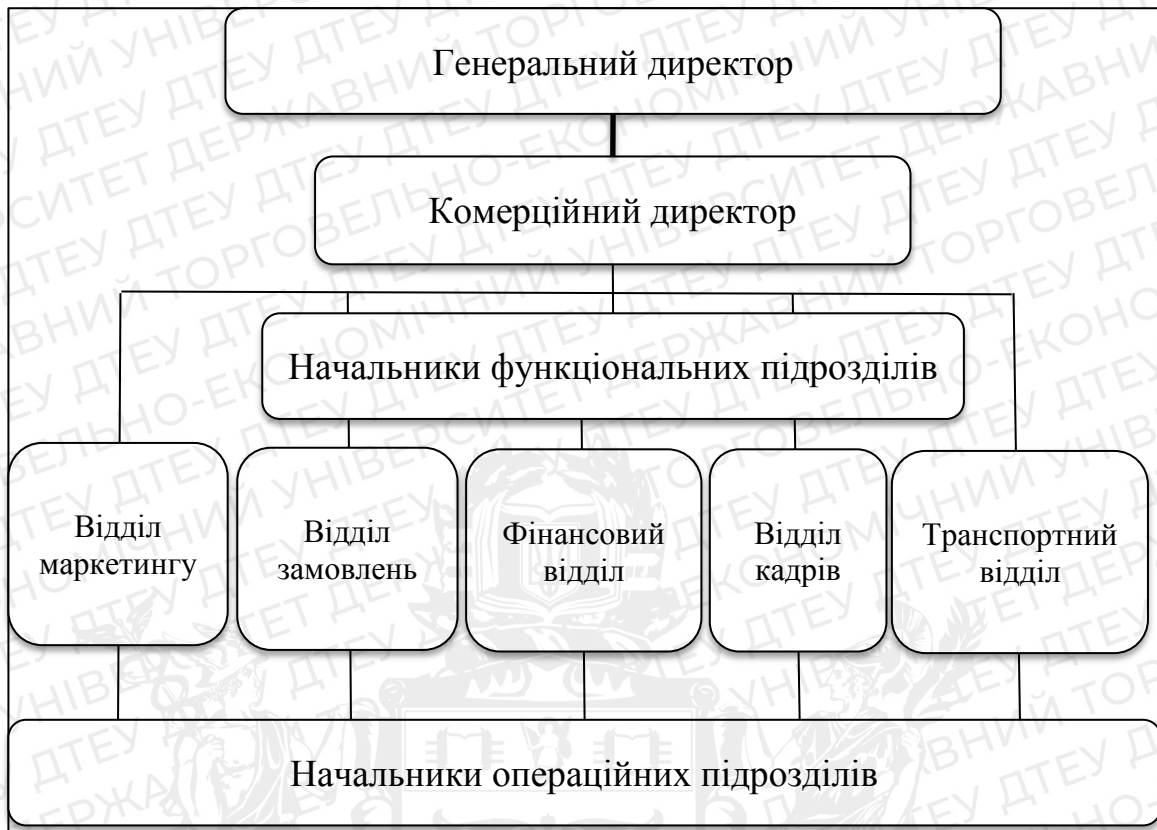 Генеральний директор
Комерційний директор
Начальники функціональних підрозділів
Відділ
маркетингу
Відділ
замовлень
Фінансовий
відділ
Відділ
кадрів
Транспортний
відділ
Начальники операційних підрозділів